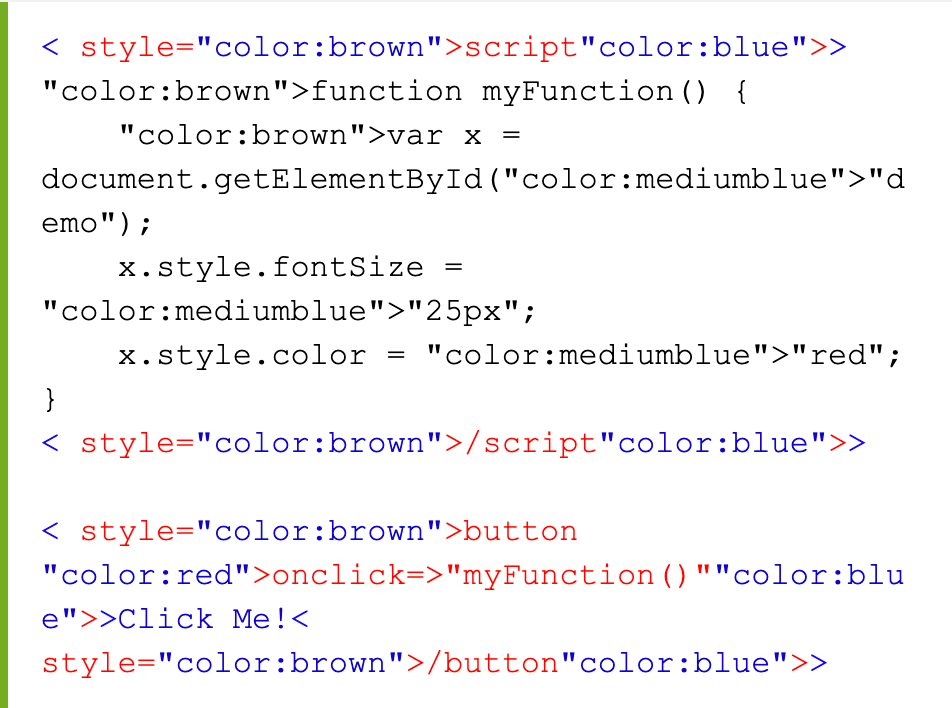 < style="color:brown">script"color:blue">>
"color:brown">function myFunction() {
    "color:brown">var x =
document.getElementById("color:mediumblue">"d
emo");
    x.style.fontSize =
"color:mediumblue">"25px";
    x.style.color = "color:mediumblue">"red";
}
< style="color:brown">/script"color:blue">>

< style="color:brown">button
"color:red">onclick=>"myFunction()""color:blu
e">>Click Me!<
style="color:brown">/button"color:blue">>